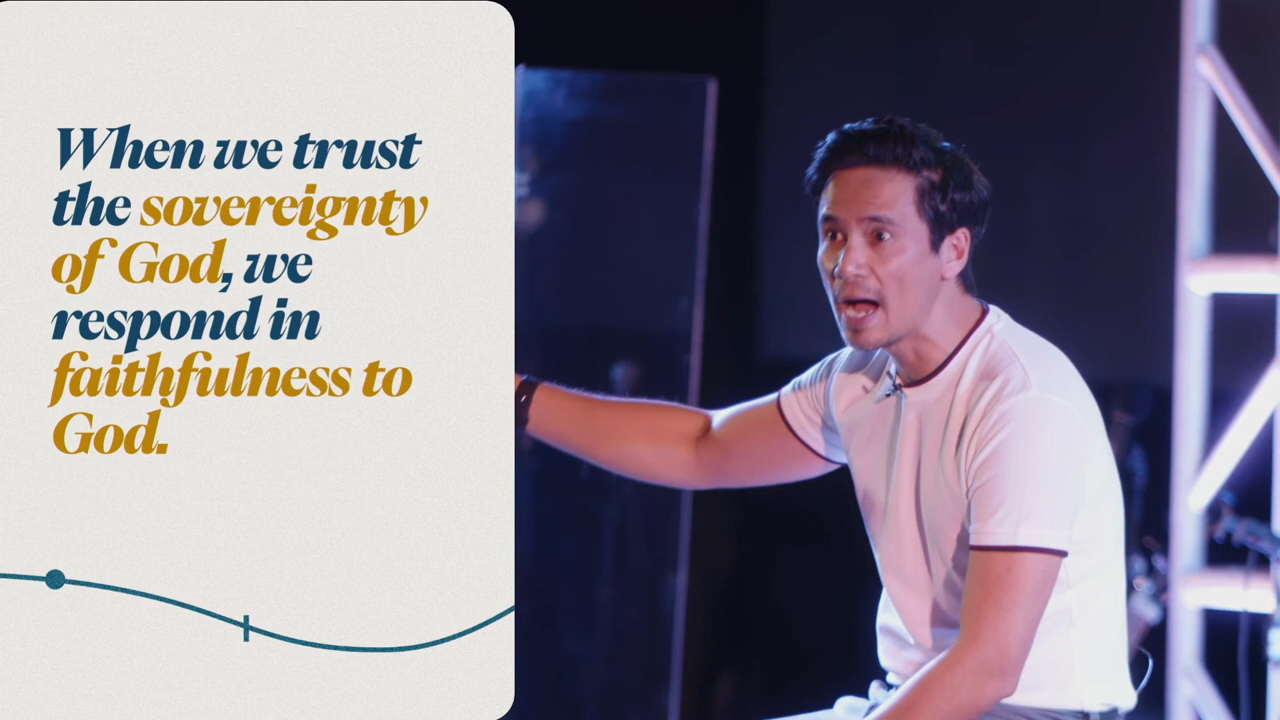 When we trust
the sovereignty
of God, we
respond in
faithfulness to
God.